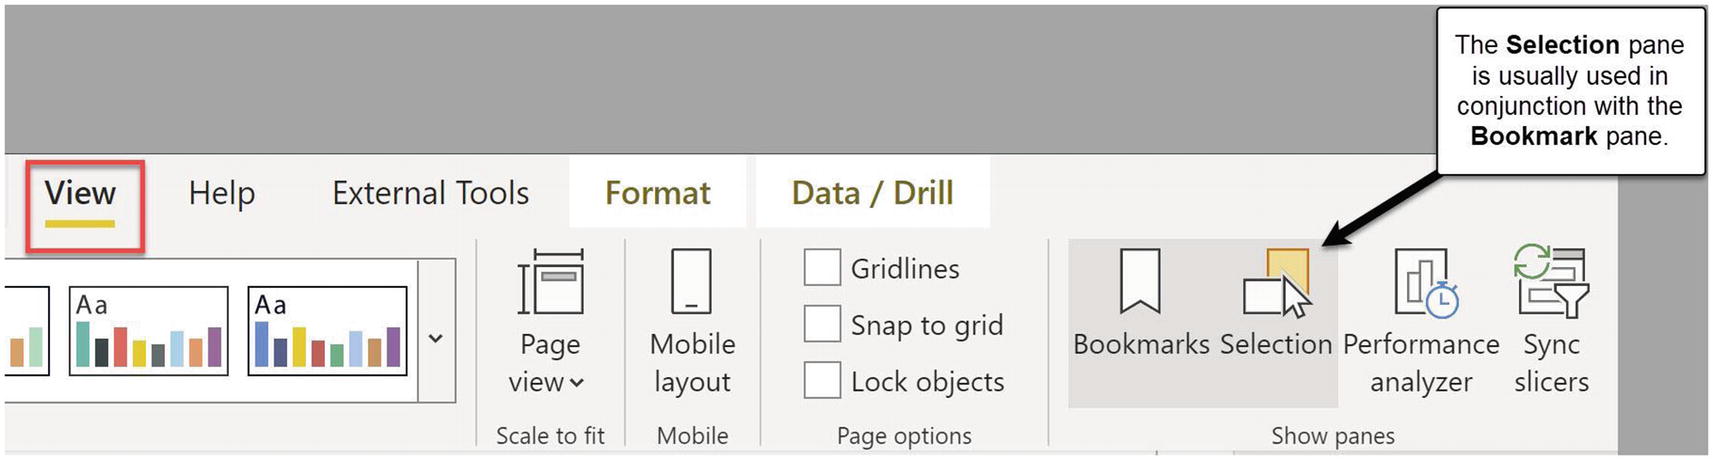 The Selection pane
is usually used in
conjunction with the
Bookmark pane.
View Help External Tools Format Data / Drill
Aa Aa
Page
view
Scale to fit
Mobile
layout
Mobile
Gridlines
Snap to grid
Lock objects
Page options
Bookmarks
Selection
Performance
analyzer
Sync
slicers
Show panes